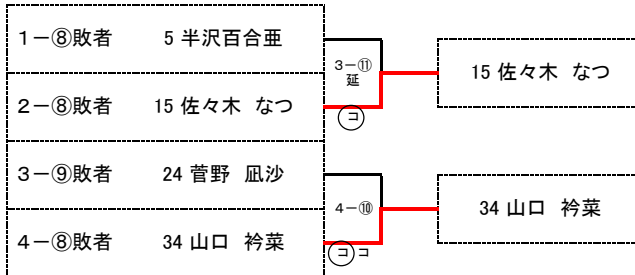 1－⑧敗者 5 半沢百合亜
3－⑪
延
15 佐々木 なつ
2－⑧敗者 15 佐々木 なつ
コ
3－⑨敗者 24 菅野 凪沙
4－⑩
34 山口 衿菜
4－⑧敗者 34 山口 衿菜
コ コ